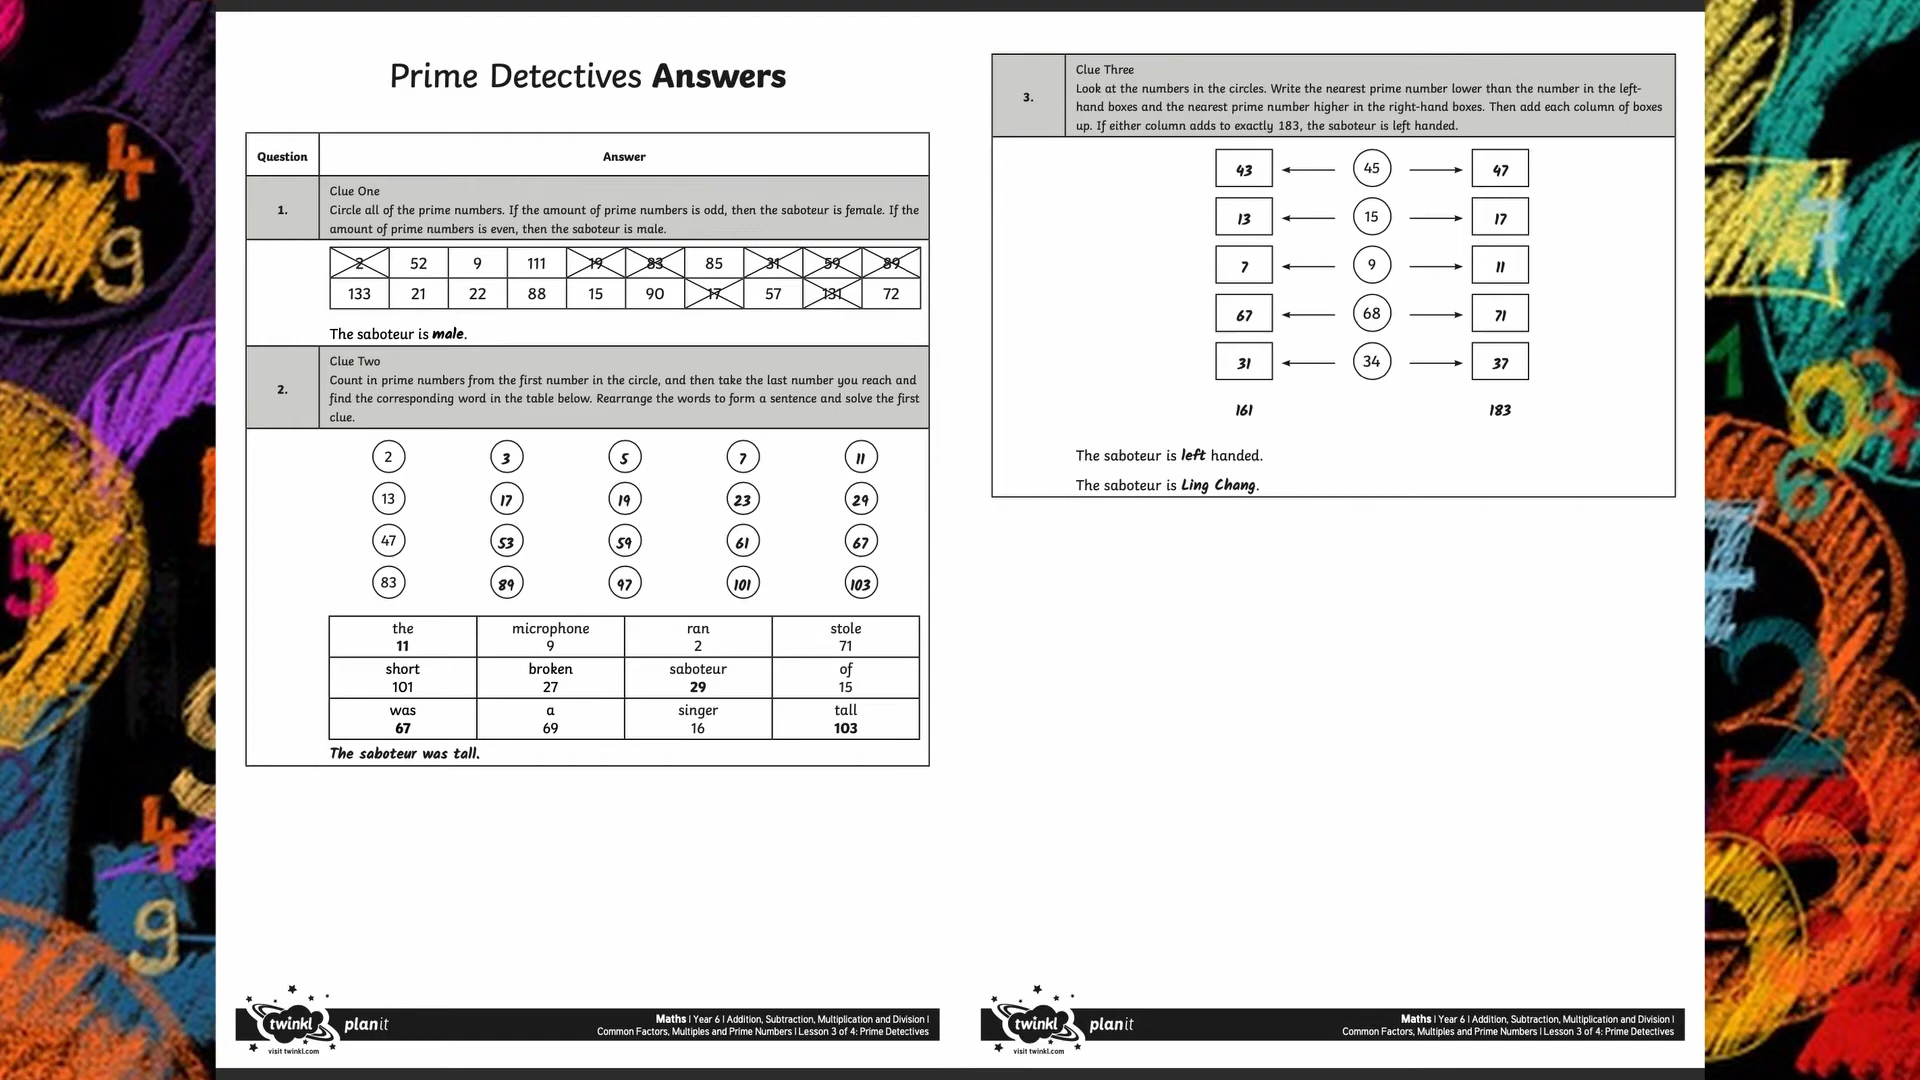 Prime Detectives Answers
Question Answer
1.
Clue One
Circle all of the prime numbers. If the amount of prime numbers is odd, then the saboteur is female. If the
amount of prime numbers is even, then the saboteur is male.
2 52 9 111 19 83 85 31 59 89
133 21 22 88 15 90 17 57 131 72
The saboteur is male.
2.
Clue Two
Count in prime numbers from the first number in the circle, and then take the last number you reach and
find the corresponding word in the table below. Rearrange the words to form a sentence and solve the first
clue.
2 3 5 7 11
13 17 19 23 29
47 53 59 61 67
83 89 97 101 103
the microphone ran stole
11 9 2 71
short broken saboteur of
101 27 29 15
was a singer tall
67 69 16 103
The saboteur was tall.
twinkl planit
visit twinkl.com
Maths | Year 6 | Addition, Subtraction, Multiplication and Division |
Common Factors, Multiples and Prime Numbers | Lesson 3 of 4: Prime Detectives
3.
Clue Three
Look at the numbers in the circles. Write the nearest prime number lower than the number in the left-
hand boxes and the nearest prime number higher in the right-hand boxes. Then add each column of boxes
up. If either column adds to exactly 183, the saboteur is left handed.
43 45 47
13 15 17
7 9 11
67 68 71
31 34 37
161 183
The saboteur is left handed.
The saboteur is Ling Chang.
twinkl planit
visit twinkl.com
Maths | Year 6 | Addition, Subtraction, Multiplication and Division |
Common Factors, Multiples and Prime Numbers | Lesson 3 of 4: Prime Detectives
4
9
5
4
9
7
1
8
6
7
2